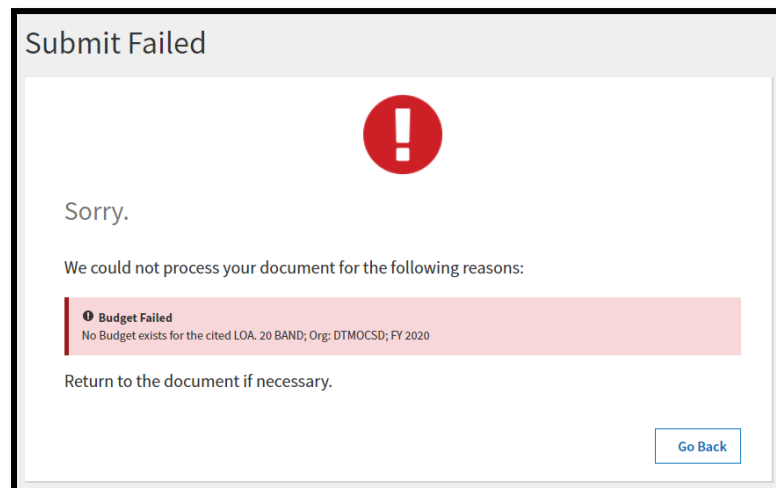 Submit Failed
Sorry.
We could not process your document for the following reasons:
Budget Failed
No Budget exists for the cited LOA. 20 BAND; Org: DTMOCSD; FY 2020
Return to the document if necessary.
Go Back